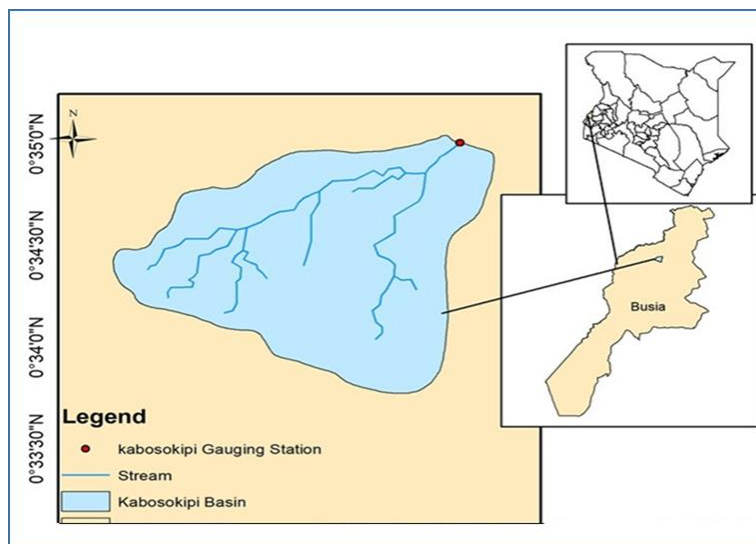 N
0°35'0"N
0°34'30"N
0°34'0"N
0°33'30"N
Busia
Legend
kabosokipi Gauging Station
Stream
Kabosokipi Basin